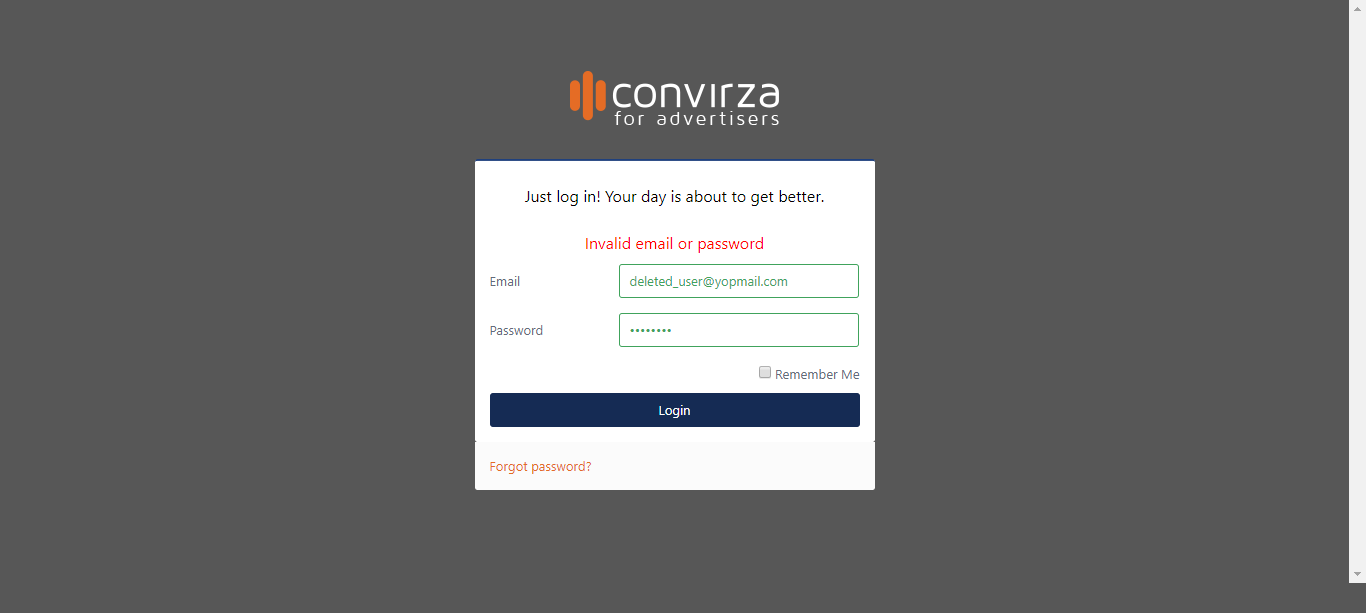 convirza
for advertisers
Just log in! Your day is about to get better.
Invalid email or password
Email deleted_user@yopmail.com
Password ••••••••
Remember Me
Login
Forgot password?